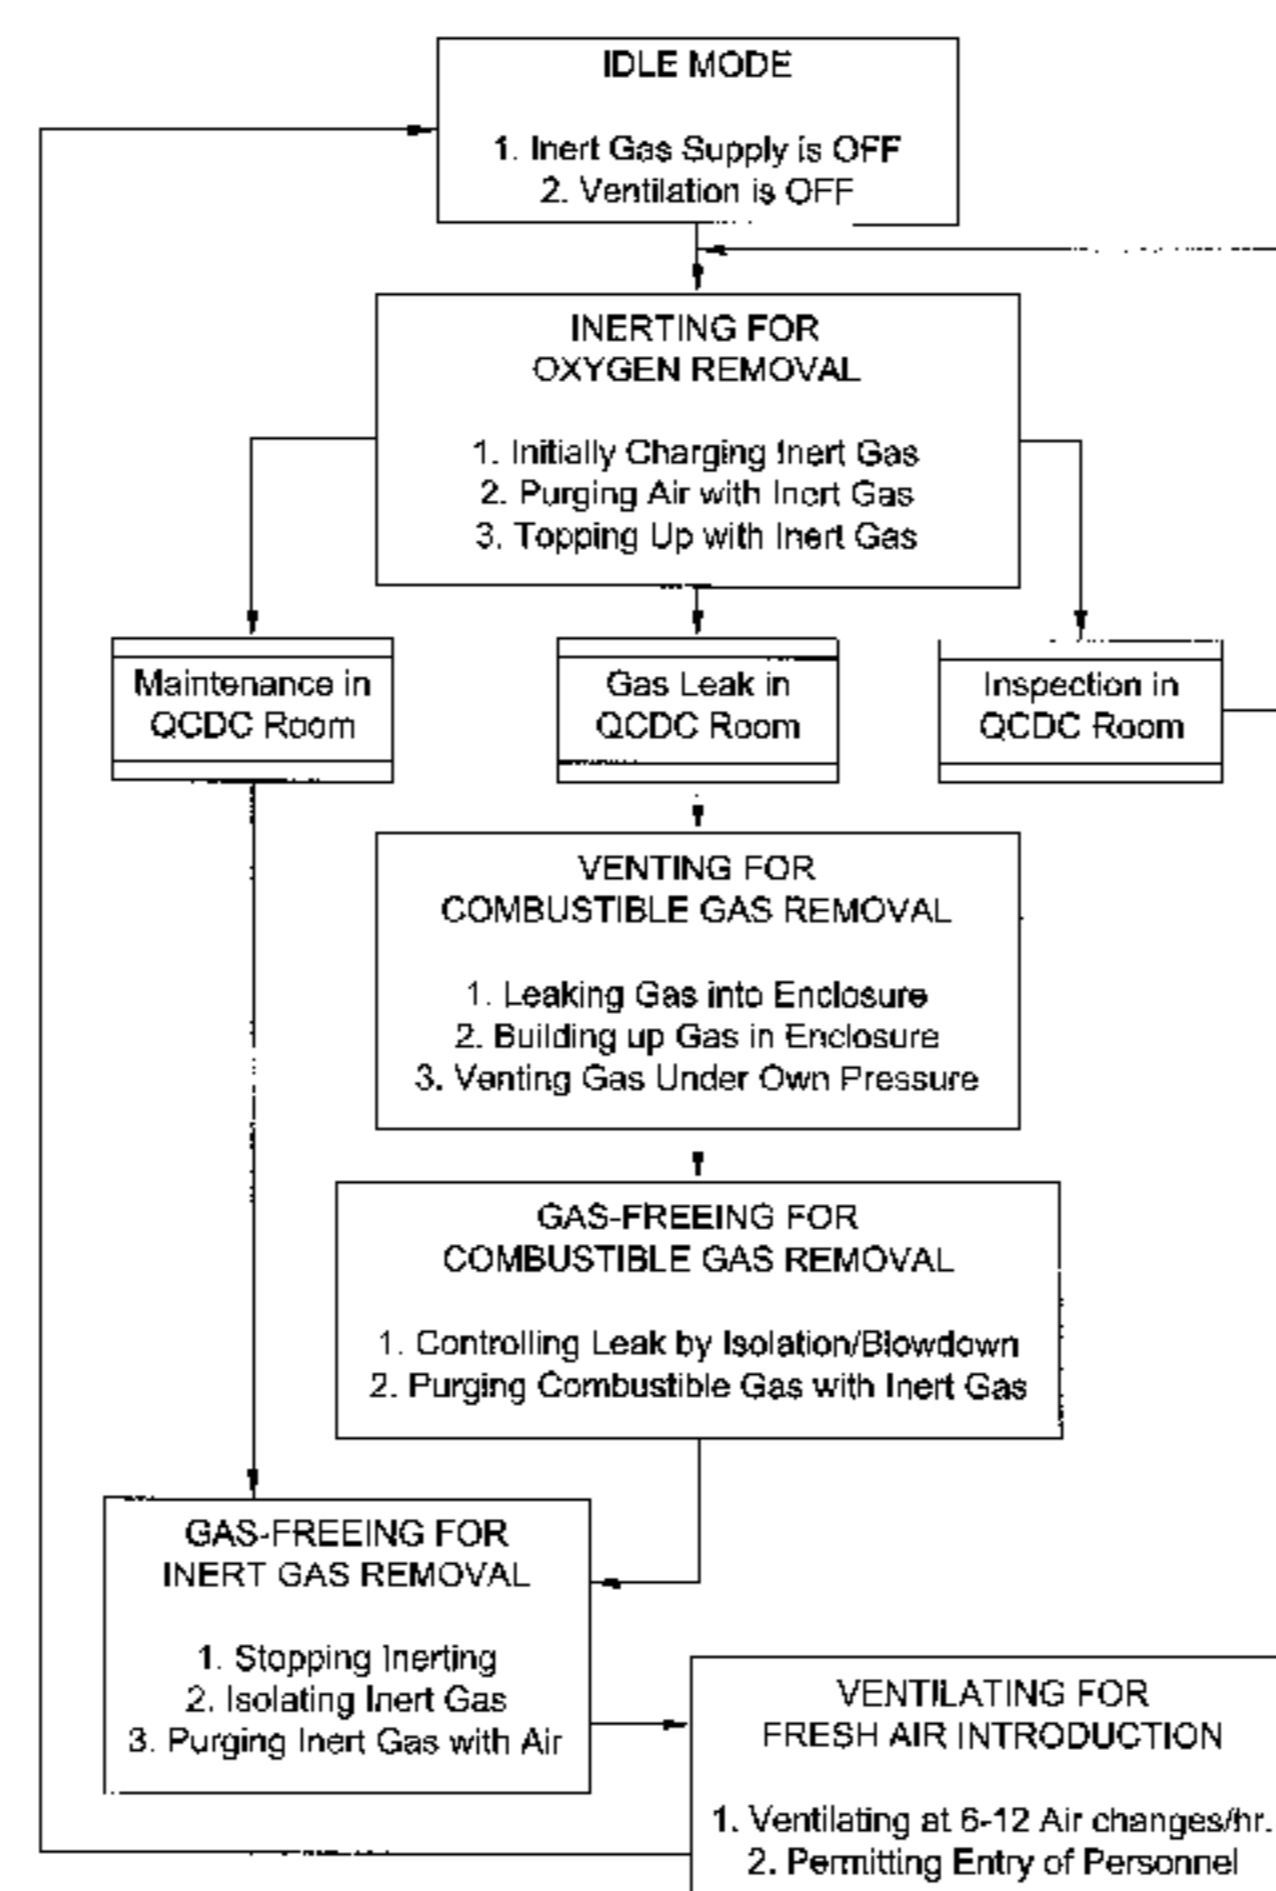 IDLE MODE
1. Inert Gas Supply is OFF
2. Ventilation is OFF
INERTING FOR
OXYGEN REMOVAL
1. Initially Charging Inert Gas
2. Purging Air with Inert Gas
3. Topping Up with Inert Gas
Maintenance in
QCDC Room
Gas Leak in
QCDC Room
Inspection in
QCDC Room
VENTING FOR
COMBUSTIBLE GAS REMOVAL
1. Leaking Gas into Enclosure
2. Building up Gas in Enclosure
3. Venting Gas Under Own Pressure
GAS-FREEING FOR
COMBUSTIBLE GAS REMOVAL
1. Controlling Leak by Isolation/Blowdown
2. Purging Combustible Gas with Inert Gas
GAS-FREEING FOR
INERT GAS REMOVAL
1. Stopping Inerting
2. Isolating Inert Gas
3. Purging Inert Gas with Air
VENTILATING FOR
FRESH AIR INTRODUCTION
1. Ventilating at 6-12 Air changes/hr.
2. Permitting Entry of Personnel